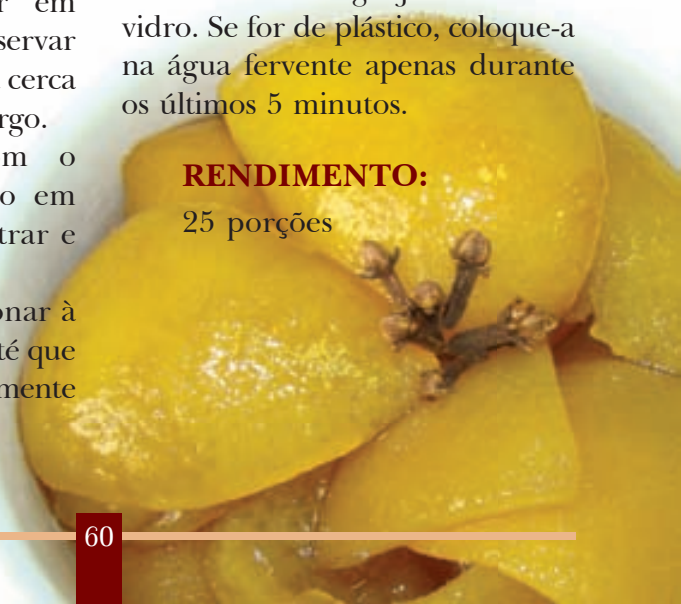 em
servar
cerca
rgo.
m o
o em
trar e
onar à
té que
mente
vidro. Se for de plástico, coloque-a
na água fervente apenas durante
os últimos 5 minutos.
RENDIMENTO:
25 porções
60